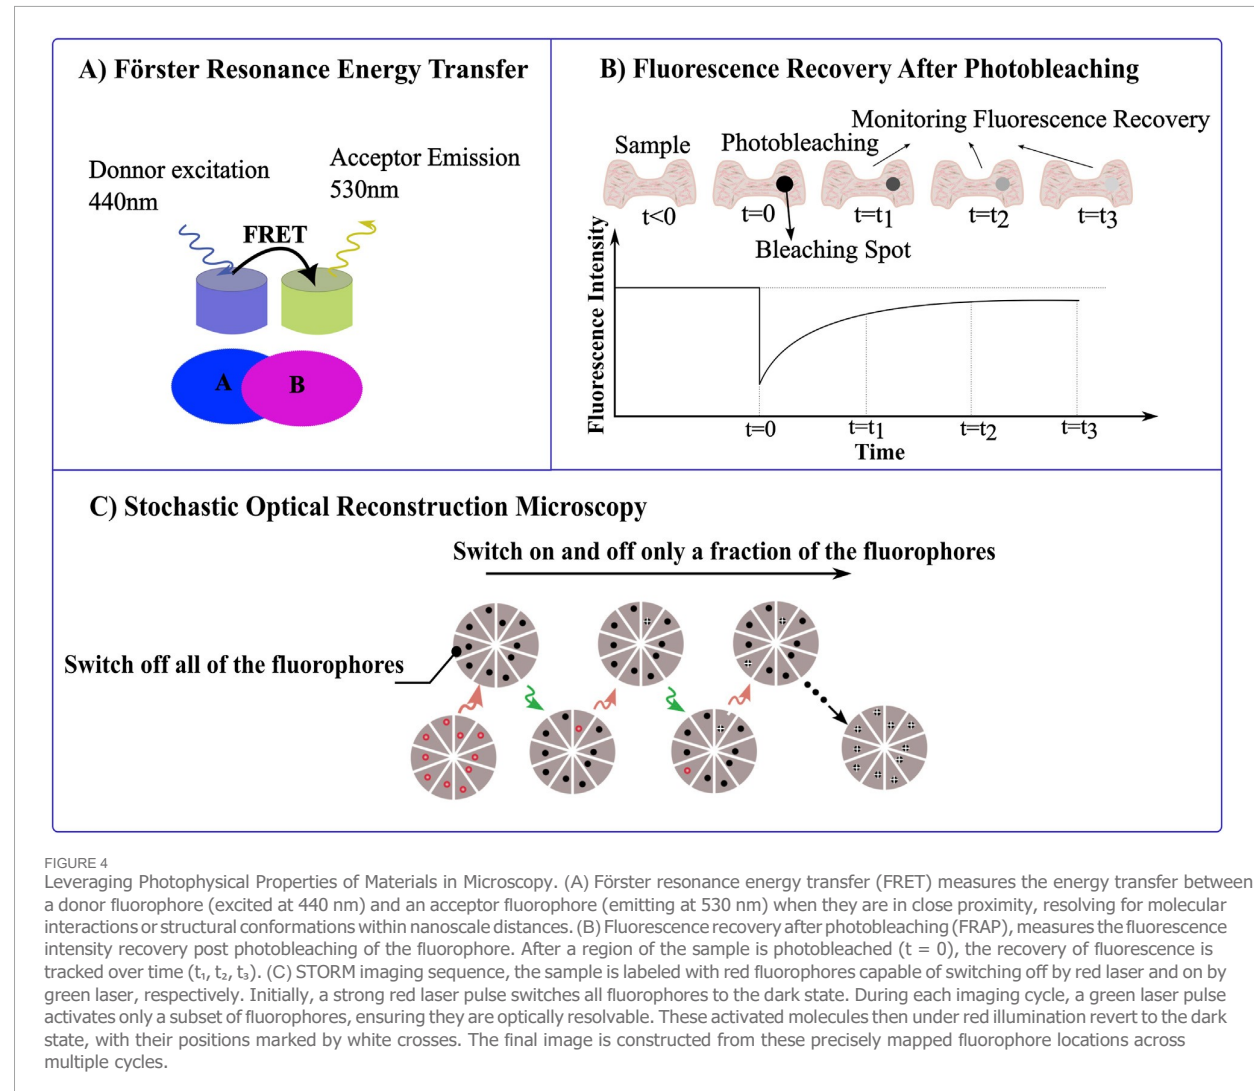 A) Förster Resonance Energy Transfer
Donnor excitation
440nm
Acceptor Emission
530nm
FRET
A
B
B) Fluorescence Recovery After Photobleaching
Monitoring Fluorescence Recovery
Sample
Photobleaching
t<0
t=0
t=t₁
t=t₂
t=t₃
Bleaching Spot
Fluorescence Intensity
t=0
t=t₁
t=t₂
t=t₃
Time
C) Stochastic Optical Reconstruction Microscopy
Switch on and off only a fraction of the fluorophores
Switch off all of the fluorophores
FIGURE 4
Leveraging Photophysical Properties of Materials in Microscopy. (A) Förster resonance energy transfer (FRET) measures the energy transfer between
a donor fluorophore (excited at 440 nm) and an acceptor fluorophore (emitting at 530 nm) when they are in close proximity, resolving for molecular
interactions or structural conformations within nanoscale distances. (B) Fluorescence recovery after photobleaching (FRAP), measures the fluorescence
intensity recovery post photobleaching of the fluorophore. After a region of the sample is photobleached (t = 0), the recovery of fluorescence is
tracked over time (t₁, t₂, t₃). (C) STORM imaging sequence, the sample is labeled with red fluorophores capable of switching off by red laser and on by
green laser, respectively. Initially, a strong red laser pulse switches all fluorophores to the dark state. During each imaging cycle, a green laser pulse
activates only a subset of fluorophores, ensuring they are optically resolvable. These activated molecules then under red illumination revert to the dark
state, with their positions marked by white crosses. The final image is constructed from these precisely mapped fluorophore locations across
multiple cycles.